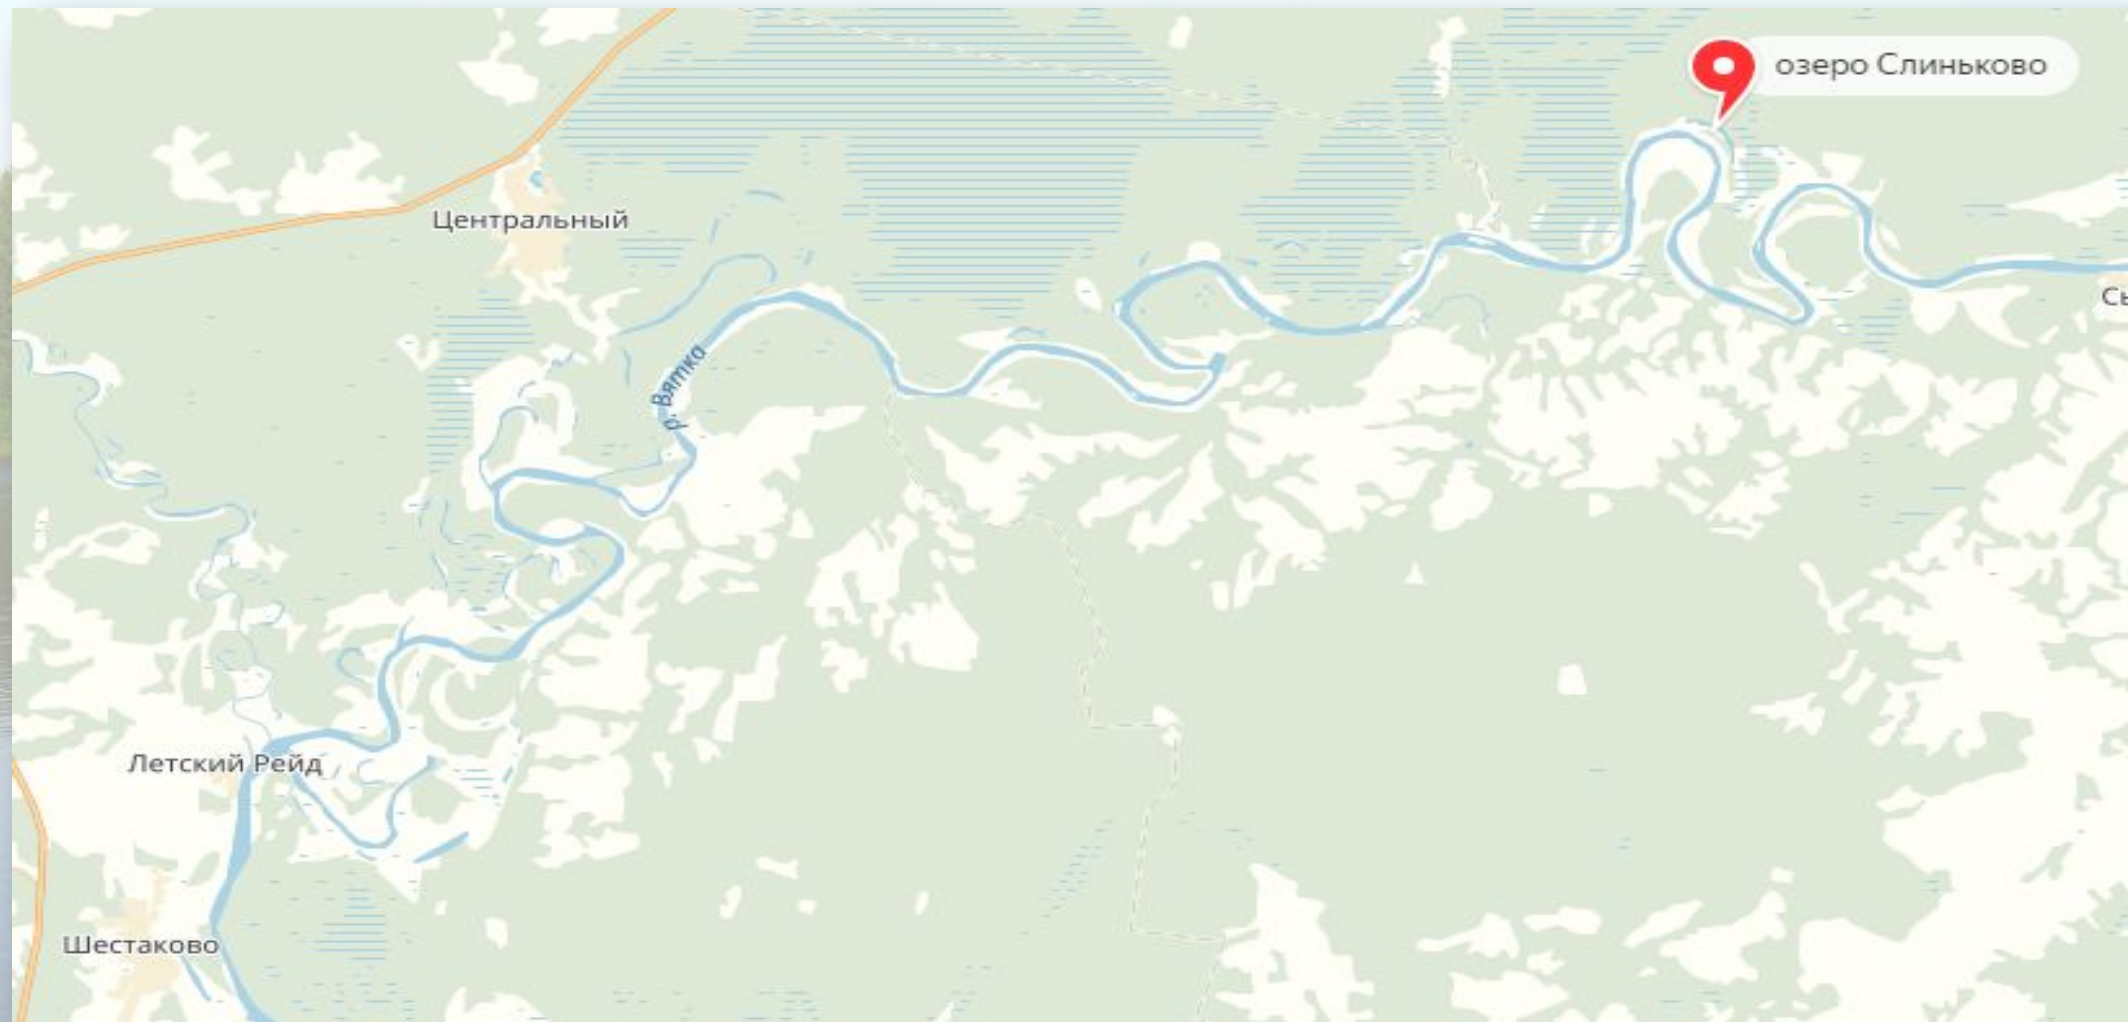 озеро Слиньково
Центральный
р. Вятка
Летский Рейд
Шестаково